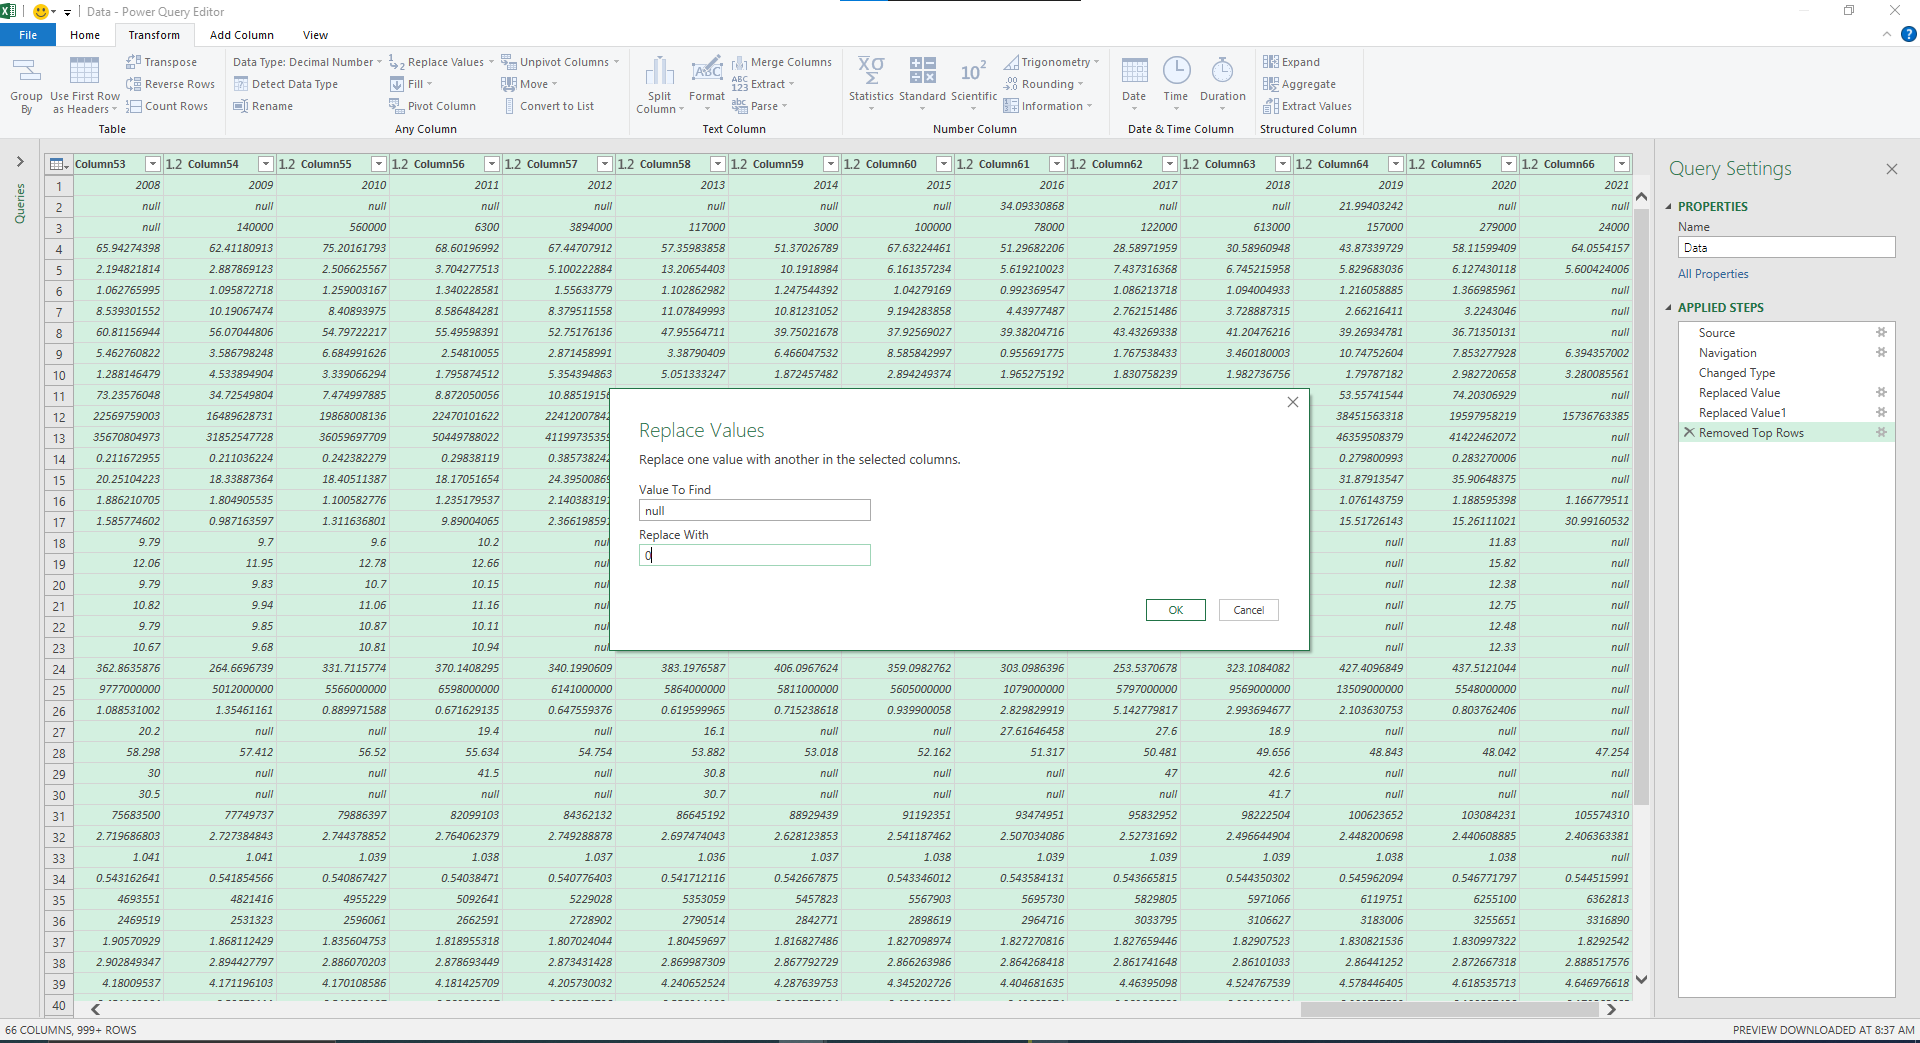 Data - Power Query Editor
File Home Transform Add Column View
Group By
Use First Row as Headers
Transpose
Reverse Rows
Count Rows
Table
Data Type: Decimal Number
Detect Data Type
Rename
Replace Values
Fill
Pivot Column
Unpivot Columns
Move
Convert to List
Any Column
Split Column
Format
Merge Columns
Extract
Parse
Text Column
Statistics
Standard
Scientific
Trigonometry
Rounding
Information
Number Column
Date
Time
Duration
Date & Time Column
Expand
Aggregate
Extract Values
Structured Column
Queries
Column53 1.2 Column54 1.2 Column55 1.2 Column56 1.2 Column57 1.2 Column58 1.2 Column59 1.2 Column60 1.2 Column61 1.2 Column62 1.2 Column63 1.2 Column64 1.2 Column65 1.2 Column66
1 2008 2009 2010 2011 2012 2013 2014 2015 2016 2017 2018 2019 2020 2021
2 null null null null null null null null 34.09330868 null null 21.99403242 null null
3 null 140000 560000 6300 3894000 117000 3000 100000 78000 122000 613000 157000 279000 24000
4 65.94274398 62.41180913 75.20161793 68.60196992 67.44707912 57.35983858 51.37026789 67.63224461 51.29682206 28.58971959 30.58960948 43.87339729 58.11599409 64.0554157
5 2.194821814 2.887869123 2.506625567 3.704277513 5.100222884 13.20654403 10.1918984 6.161357234 5.619210023 7.437316368 6.745215958 5.829683036 6.127430118 5.600424006
6 1.062765995 1.095872718 1.259003167 1.340228581 1.55633779 1.102862982 1.247544392 1.04279169 0.992369547 1.086213718 1.094004933 1.216058885 1.366985961 null
7 8.539301552 10.19067474 8.40893975 8.586484281 8.379511558 11.07849993 10.81231052 9.194283858 4.43977487 2.762151486 3.728887315 2.66216411 3.2243046 null
8 60.81156944 56.07044806 54.79722217 55.49598391 52.75176136 47.95564711 39.75021678 37.92569027 39.38204716 43.43269338 41.20476216 39.26934781 36.71350131 null
9 5.462760822 3.586798248 6.684991626 2.54810055 2.871458991 3.38790409 6.466047532 8.585842997 0.955691775 1.767538433 3.460180003 10.74752604 7.853277928 6.394357002
10 1.288146479 4.533894904 3.339066294 1.795874512 5.354394863 5.051333247 1.872457482 2.894249374 1.965275192 1.830758239 1.982736756 1.79787182 2.982720658 3.280085561
11 73.23576048 34.72549804 7.474997885 8.872050056 10.88519156 53.55741544 74.20306929 null
12 22569759003 16489628731 19868008136 22470101622 22412007842 38451563318 19597958219 15736763385
13 35670804973 31852547728 36059697709 50449788022 41199735359 46359508379 41422462072 null
14 0.211672955 0.211036224 0.242382279 0.29838119 0.385738242 0.279800993 0.283270006 null
15 20.25104223 18.33887364 18.40511387 18.17051654 24.39500869 31.87913547 35.90648375 null
16 1.886210705 1.804905535 1.100582776 1.235179537 2.140383191 1.076143759 1.188595398 1.166779511
17 1.585774602 0.987163597 1.311636801 9.89004065 2.366198591 15.51726143 15.26111021 30.99160532
18 9.79 9.7 9.6 10.2 null null 11.83 null
19 12.06 11.95 12.78 12.66 null null 15.82 null
20 9.79 9.83 10.7 10.15 null null 12.38 null
21 10.82 9.94 11.06 11.16 null null 12.75 null
22 9.79 9.85 10.87 10.11 null null 12.48 null
23 10.67 9.68 10.81 10.94 null null 12.33 null
24 362.8635876 264.6696739 331.7115774 370.1408295 340.1990609 383.1976587 406.0967624 359.0982762 303.0986396 253.5370678 323.1084082 427.4096849 437.5121044 null
25 9777000000 5012000000 5566000000 6598000000 6141000000 5864000000 5811000000 5605000000 1079000000 5797000000 9569000000 13509000000 5548000000 null
26 1.088531002 1.35461161 0.889971588 0.671629135 0.647559376 0.619599965 0.715238618 0.939900058 2.829829919 5.142779817 2.993694677 2.103630753 0.803762406 null
27 20.2 null null 19.4 null 16.1 null null 27.61646458 27.6 18.9 null null null
28 58.298 57.412 56.52 55.634 54.754 53.882 53.018 52.162 51.317 50.481 49.656 48.843 48.042 47.254
29 30 null null 41.5 null 30.8 null null null 47 42.6 null null null
30 30.5 null null null null 30.7 null null null null 41.7 null null null
31 75683500 77749737 79886397 82099103 84362132 86645192 88929439 91192351 93474951 95832952 98222504 100623652 103084231 105574310
32 2.719686803 2.727384843 2.744378852 2.764062379 2.749288878 2.697474043 2.628123853 2.541187462 2.507034086 2.52731692 2.496644904 2.448200698 2.440608885 2.406363381
33 1.041 1.041 1.039 1.038 1.037 1.036 1.037 1.038 1.039 1.039 1.039 1.038 1.038 null
34 0.543162641 0.541854566 0.540867427 0.54038471 0.540776403 0.541712116 0.542667875 0.543346012 0.543584131 0.543665815 0.544350302 0.545962094 0.546771797 0.544515991
35 4693551 4821416 4955229 5092641 5229028 5353059 5457823 5567903 5695730 5829805 5971066 6119751 6255100 6362813
36 2469519 2531323 2596061 2662591 2728902 2790514 2842771 2898619 2964716 3033795 3106627 3183006 3255651 3316890
37 1.90570929 1.868112429 1.835604753 1.818955318 1.807024044 1.80459697 1.816827486 1.827098974 1.827270816 1.827659446 1.82907523 1.830821536 1.830997322 1.8292542
38 2.902849347 2.894427797 2.886070203 2.878693449 2.873431428 2.869987309 2.867792729 2.866263986 2.864268418 2.861741648 2.86101033 2.86441252 2.872667318 2.888517576
39 4.18009537 4.171196103 4.170108586 4.181425709 4.205730032 4.240652524 4.287639753 4.345202726 4.404681635 4.46395098 4.524767539 4.578446405 4.618535713 4.646976618
40
Replace Values
Replace one value with another in the selected columns.
Value To Find
null
Replace With
0
OK Cancel
Query Settings
PROPERTIES
Name
Data
All Properties
APPLIED STEPS
Source
Navigation
Changed Type
Replaced Value
Replaced Value1
Removed Top Rows
66 COLUMNS, 999+ ROWS
PREVIEW DOWNLOADED AT 8:37 AM